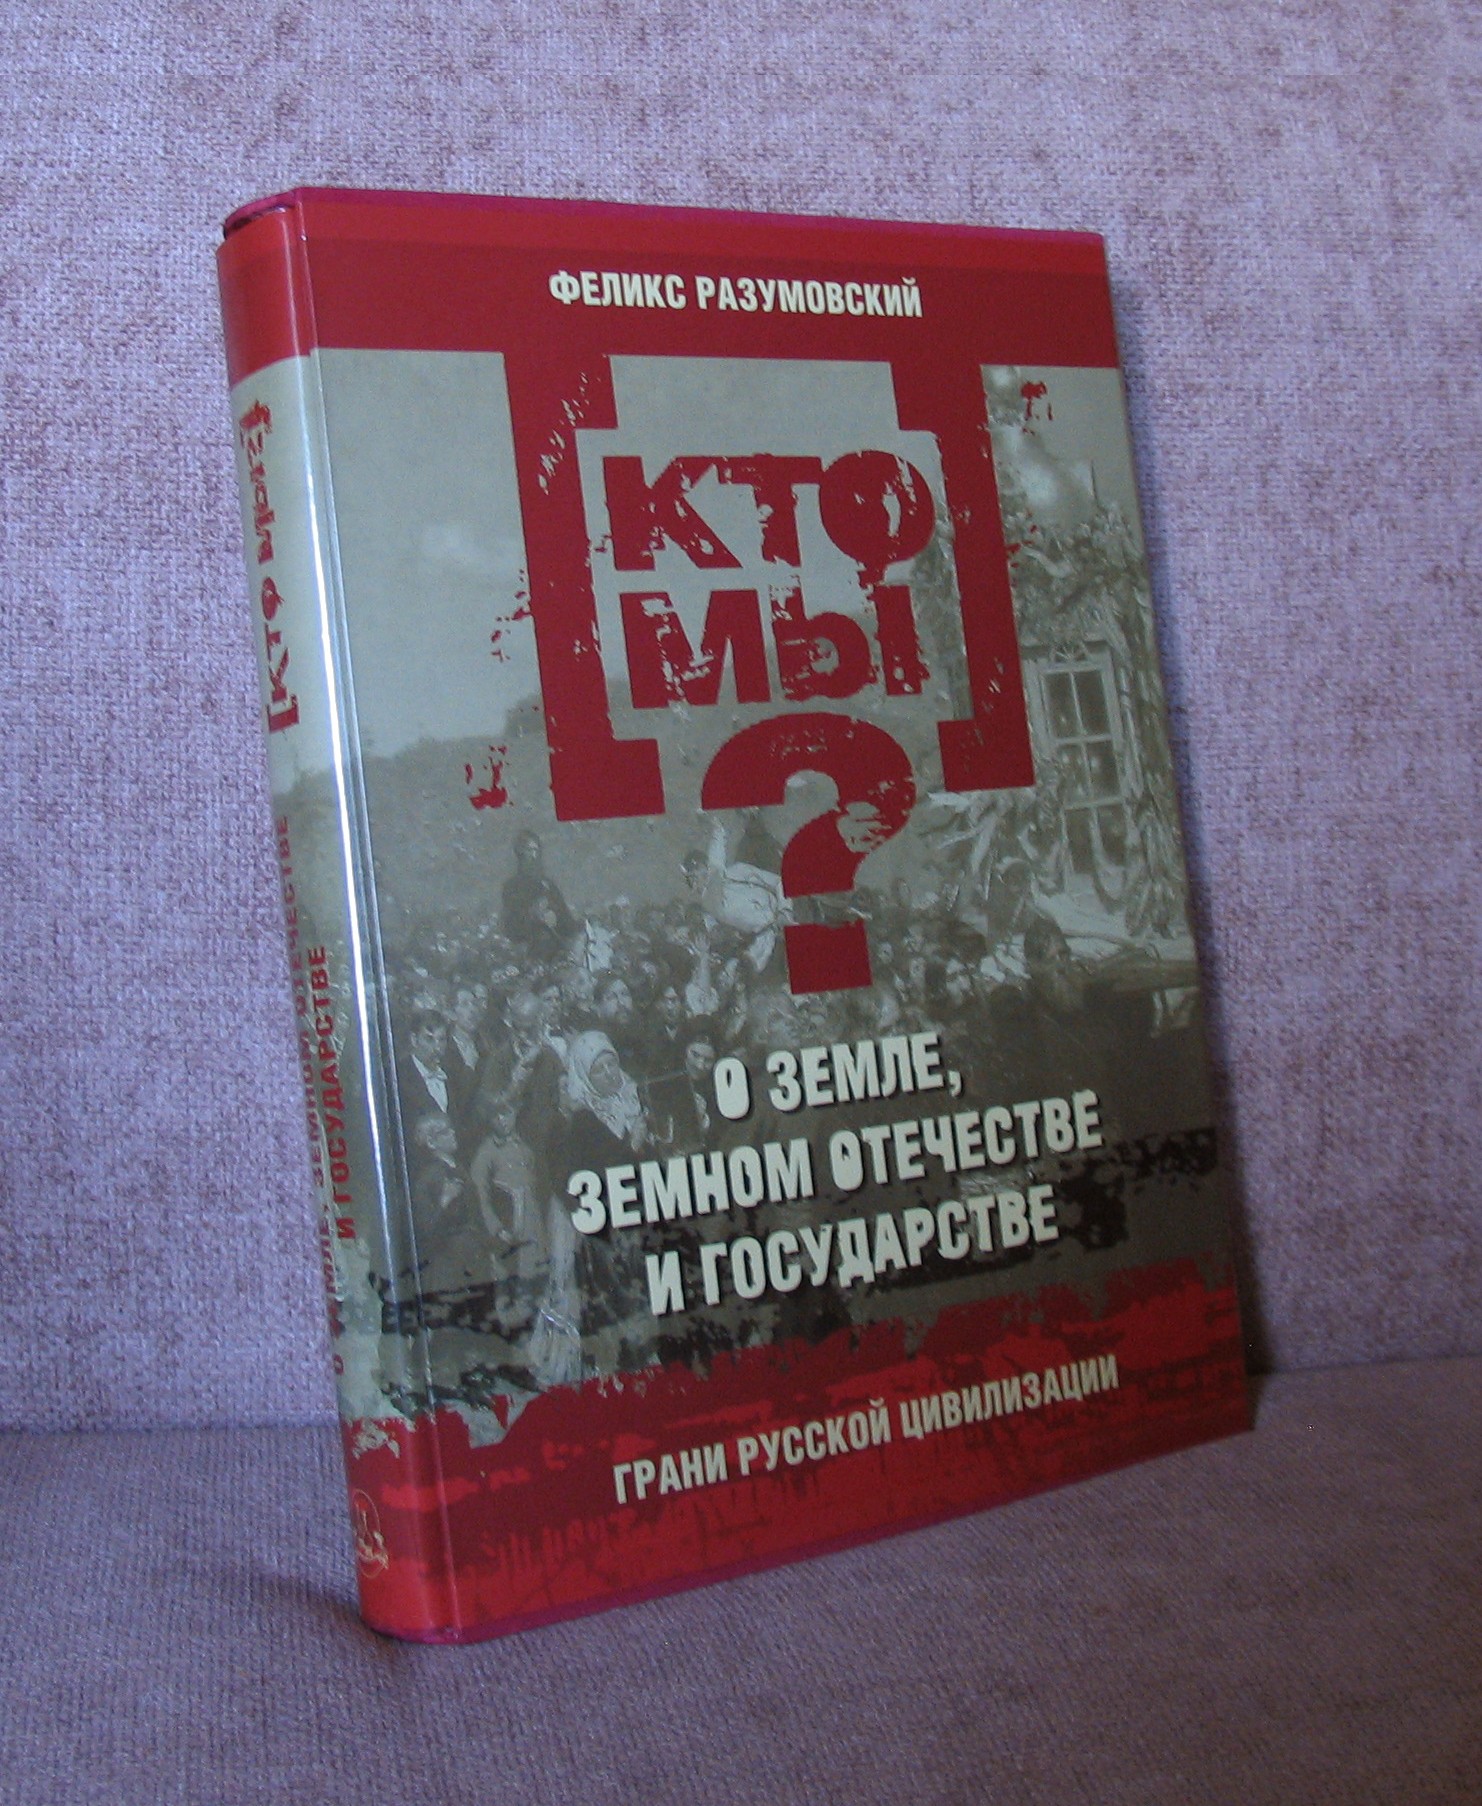 ФЕЛИКС РАЗУМОВСКИЙ
[КТО
МЫ]
?
О ЗЕМЛЕ,
ЗЕМНОМ ОТЕЧЕСТВЕ
И ГОСУДАРСТВЕ
ГРАНИ РУССКОЙ ЦИВИЛИЗАЦИИ
[КТО МЫ?]
О ЗЕМЛЕ, ЗЕМНОМ ОТЕЧЕСТВЕ
И ГОСУДАРСТВЕ